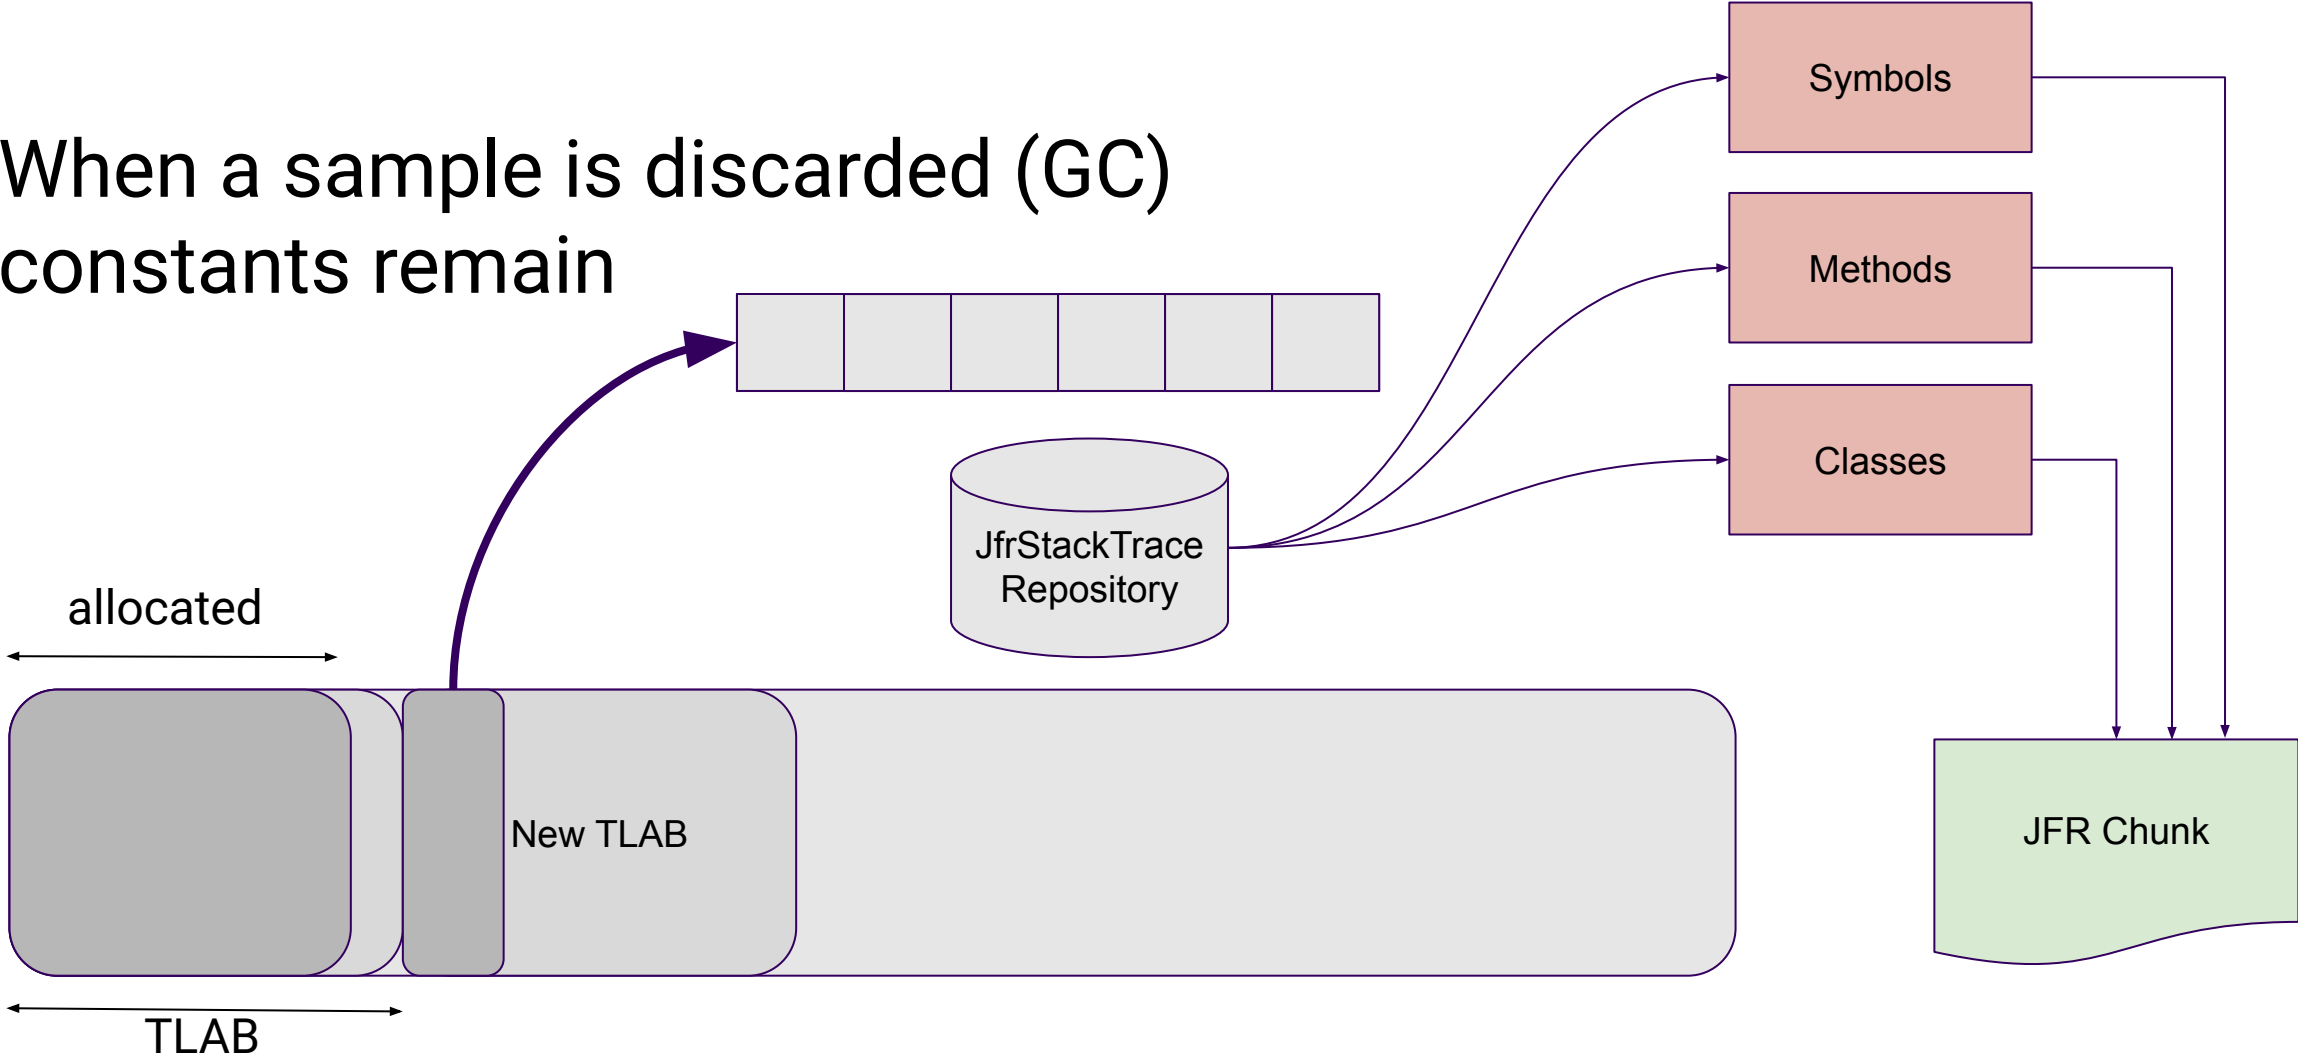 When a sample is discarded (GC)
constants remain
Symbols
Methods
Classes
JfrStackTrace
Repository
allocated
New TLAB
JFR Chunk
TLAB